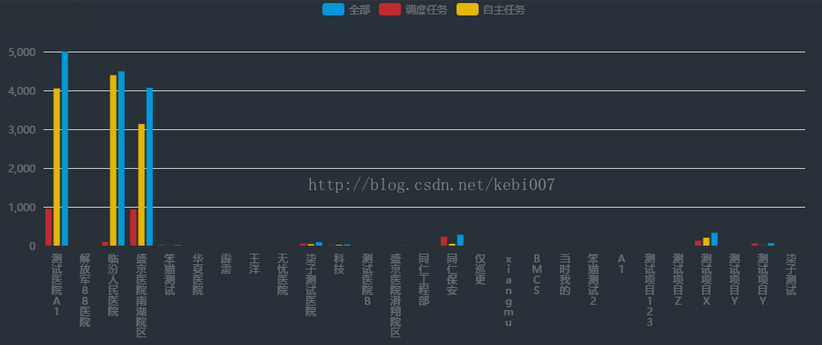 全部 调度任务 自主任务
5,000
4,000
3,000
2,000
1,000
0
http://blog.csdn.net/kebi007
测试医院A1
解放军88医院
临汾人民医院
盛京医院南湖院区
笨猫测试
华夏医院
霹雳
王洋
无忧医院
柒子测试医院
科技
测试医院B
盛京医院滑翔院区
同仁工程部
同仁保安
仅巡更
xiangmu
BMCS
当时我的
笨猫测试2
A1
测试项目123
测试项目Z
测试项目X
测试项目Y
测试项目Y
柒子测试